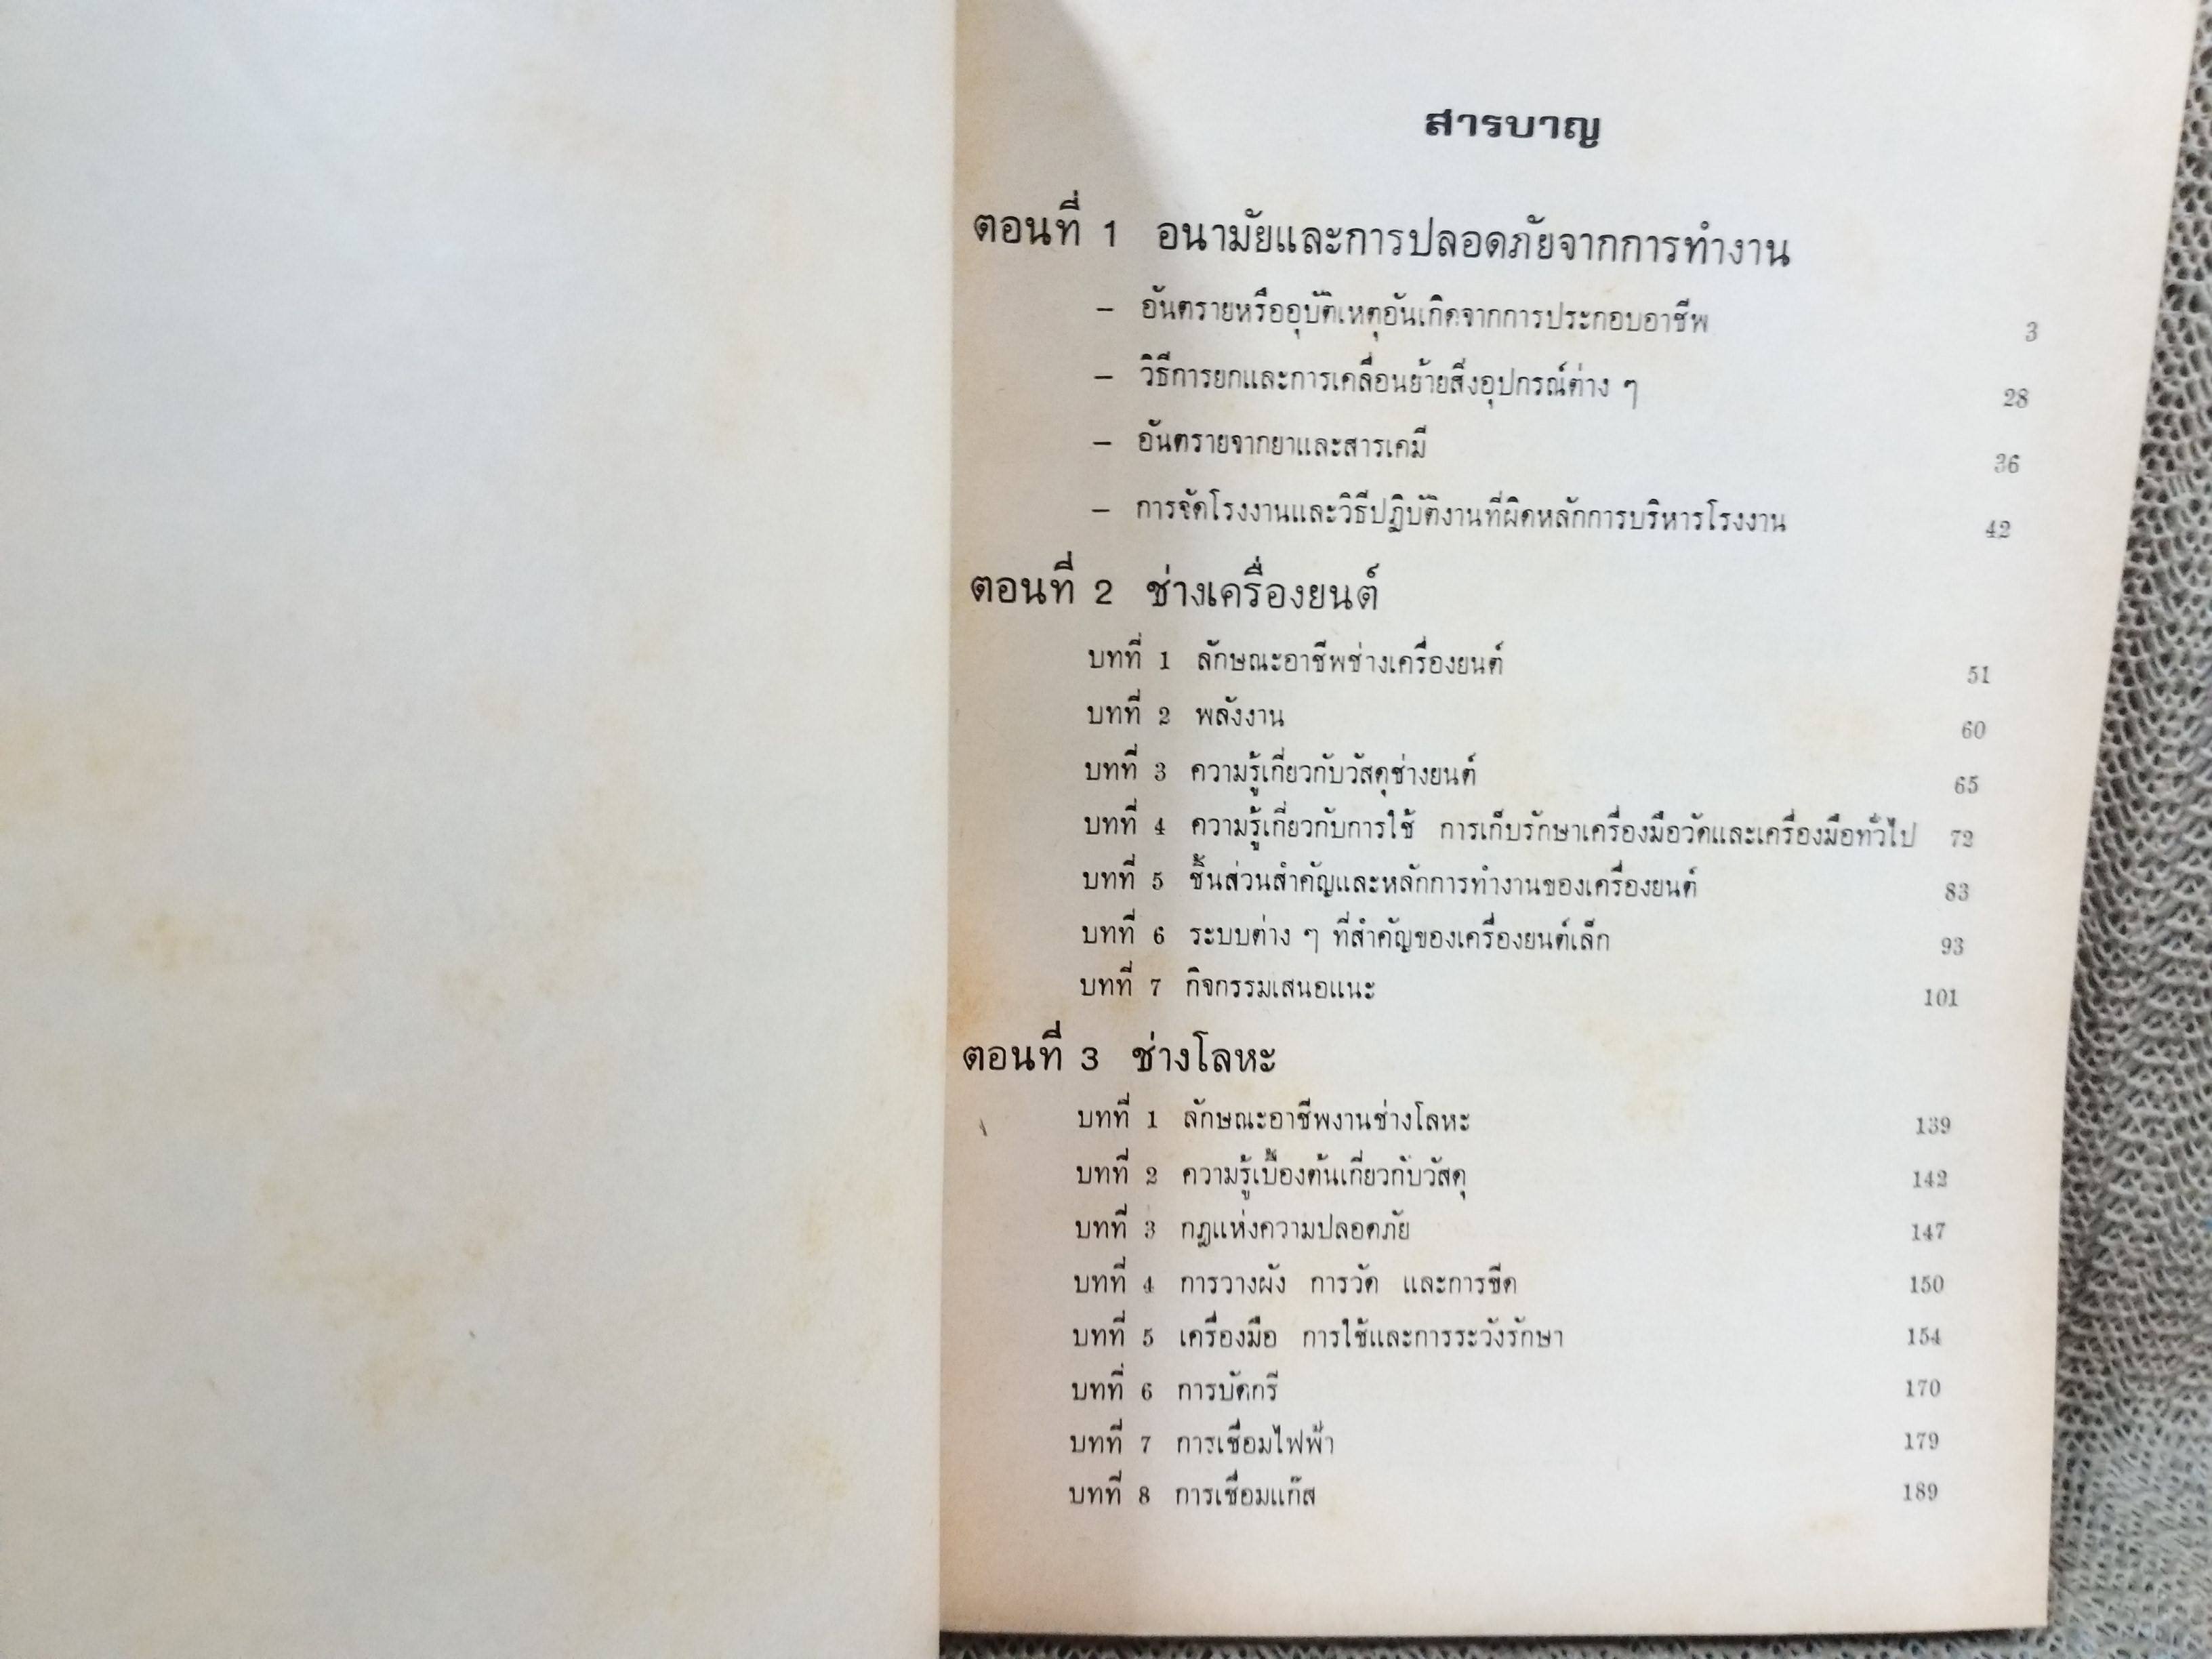 สารบาญ
ตอนที่ 1 อนามัยและการปลอดภัยจากการทำงาน
– อันตรายหรืออุบัติเหตุอันเกิดจากการประกอบอาชีพ 3
– วิธีการยกและการเคลื่อนย้ายสิ่งอุปกรณ์ต่าง ๆ 28
– อันตรายจากยาและสารเคมี 36
– การจัดโรงงานและวิธีปฏิบัติงานที่ผิดหลักการบริหารโรงงาน 42
ตอนที่ 2 ช่างเครื่องยนต์
บทที่ 1 ลักษณะอาชีพช่างเครื่องยนต์ 51
บทที่ 2 พลังงาน 60
บทที่ 3 ความรู้เกี่ยวกับวัสดุช่างยนต์ 65
บทที่ 4 ความรู้เกี่ยวกับการใช้ การเก็บรักษาเครื่องมือวัดและเครื่องมือทั่วไป 72
บทที่ 5 ชิ้นส่วนสำคัญและหลักการทำงานของเครื่องยนต์ 83
บทที่ 6 ระบบต่าง ๆ ที่สำคัญของเครื่องยนต์เล็ก 93
บทที่ 7 กิจกรรมเสนอแนะ 101
ตอนที่ 3 ช่างโลหะ
บทที่ 1 ลักษณะอาชีพงานช่างโลหะ 139
บทที่ 2 ความรู้เบื้องต้นเกี่ยวกับวัสดุ 142
บทที่ 3 กฎแห่งความปลอดภัย 147
บทที่ 4 การวางผัง การวัด และการขีด 150
บทที่ 5 เครื่องมือ การใช้และการระวังรักษา 154
บทที่ 6 การบัดกรี 170
บทที่ 7 การเชื่อมไฟฟ้า 179
บทที่ 8 การเชื่อมแก๊ส 189